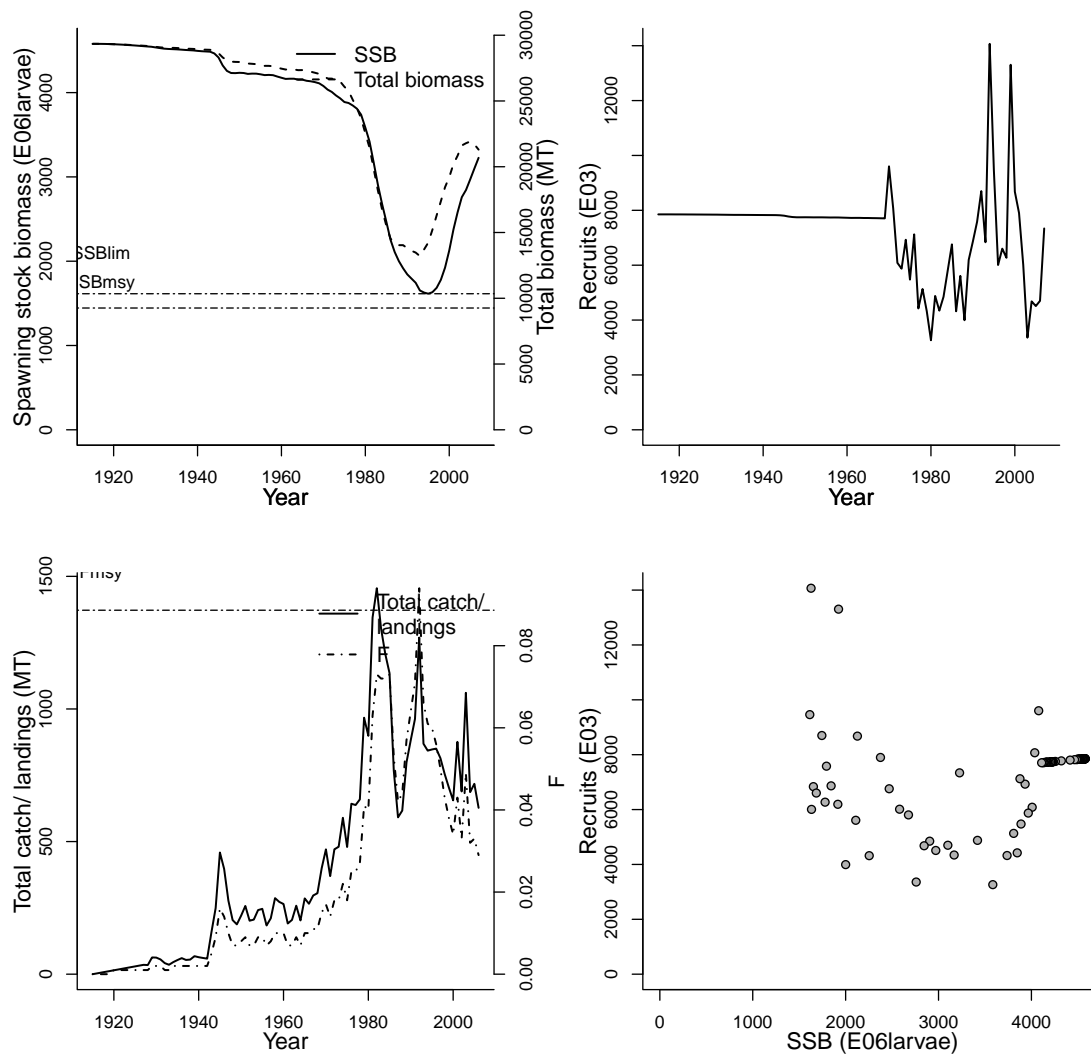 SSB
Total biomass
Spawning stock biomass (E06larvae)
0 1000 2000 3000 4000
SSBlim
SSBmsy
Total biomass (MT)
0 5000 10000 15000 20000 25000 30000
1920 1940 1960 1980 2000
Year
Recruits (E03)
0 2000 4000 6000 8000 12000
1920 1940 1960 1980 2000
Year
Fmsy
Total catch/
landings
F
Total catch/ landings (MT)
0 500 1000 1500
F
0.00 0.02 0.04 0.06 0.08
1920 1940 1960 1980 2000
Year
Recruits (E03)
0 2000 4000 6000 8000 12000
0 1000 2000 3000 4000
SSB (E06larvae)